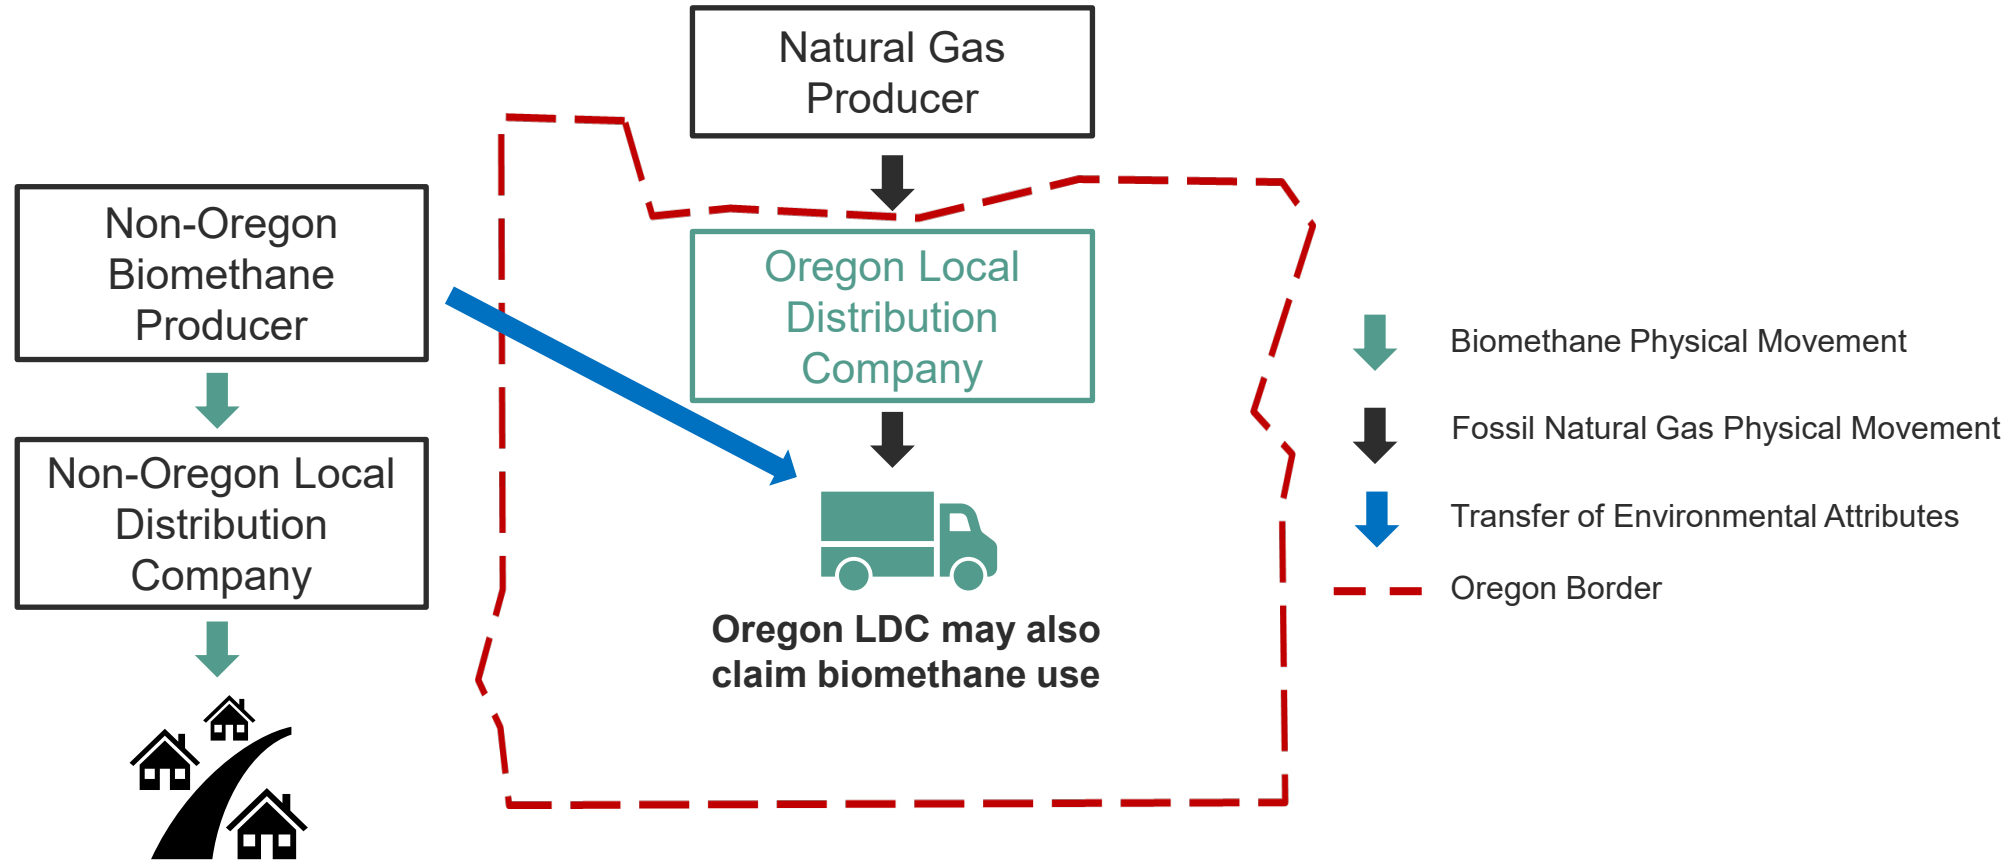 Natural Gas
Producer
Non-Oregon
Biomethane
Producer
Oregon Local
Distribution
Company
Non-Oregon Local
Distribution
Company
Oregon LDC may also
claim biomethane use
Biomethane Physical Movement
Fossil Natural Gas Physical Movement
Transfer of Environmental Attributes
Oregon Border